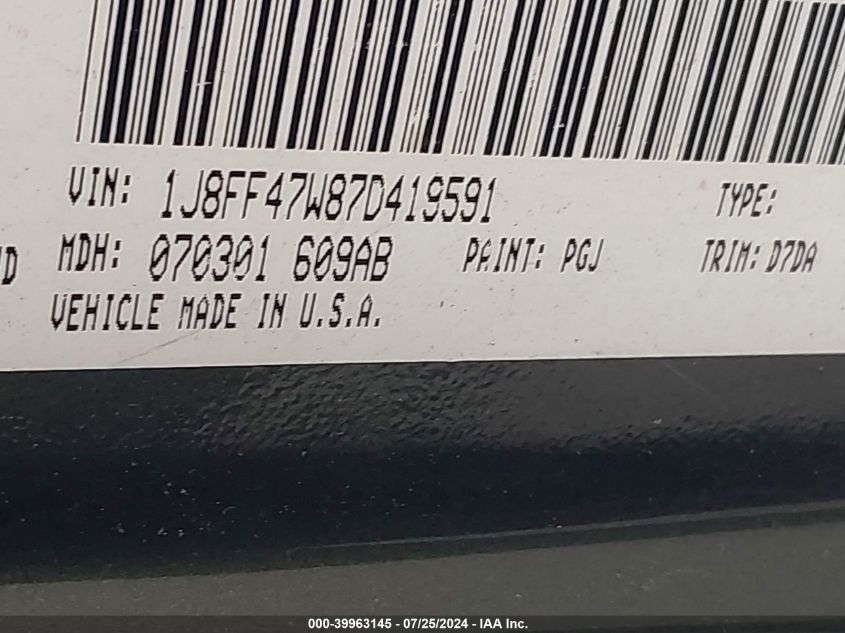 VIN: 1J8FF47W87D419591 TYPE:
MDH: 070301 609AB PAINT: PGJ TRIM: D7DA
VEHICLE MADE IN U.S.A.
000-39963145 - 07/25/2024 - IAA Inc.